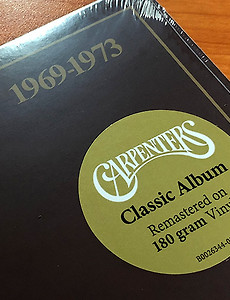 1969-1973
CARPENTERS
Classic Album
Remastered on
180 gram Vinyl